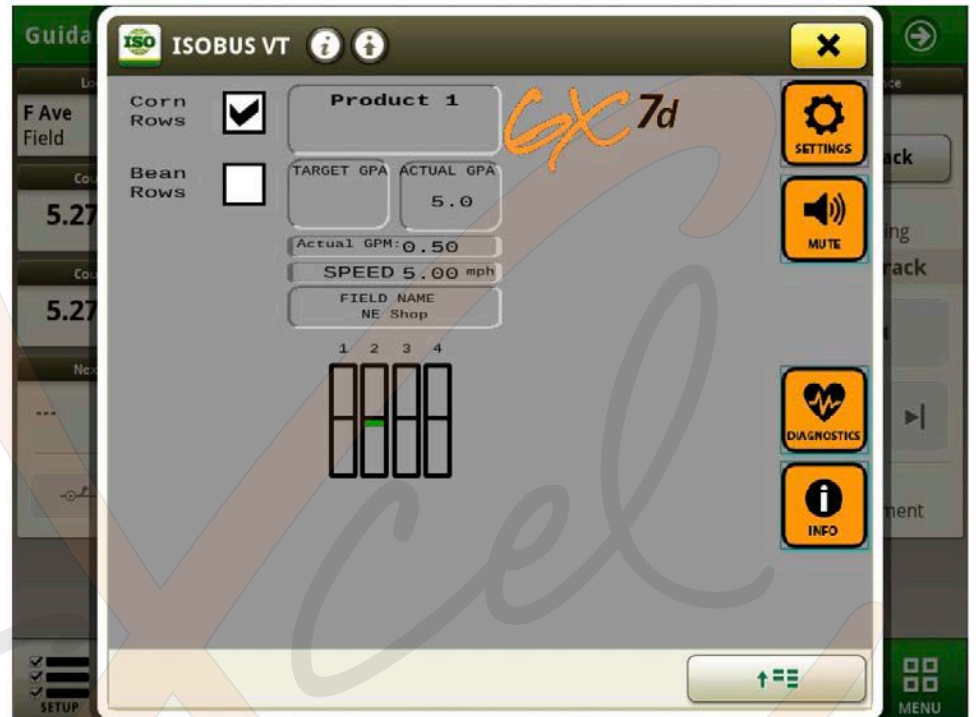 Guida
ISO ISOBUS VT
F Ave
Field
5.27
5.27
---
SETUP
Corn
Rows
Bean
Rows
Product 1
TARGET GPA
ACTUAL GPA
5.0
Actual GPM: 0.50
SPEED 5.00 mph
FIELD NAME
NE Shop
1 2 3 4
6X 7d
SETTINGS
MUTE
DIAGNOSTICS
i
INFO
ack
ing
rack
ment
MENU
Xcel